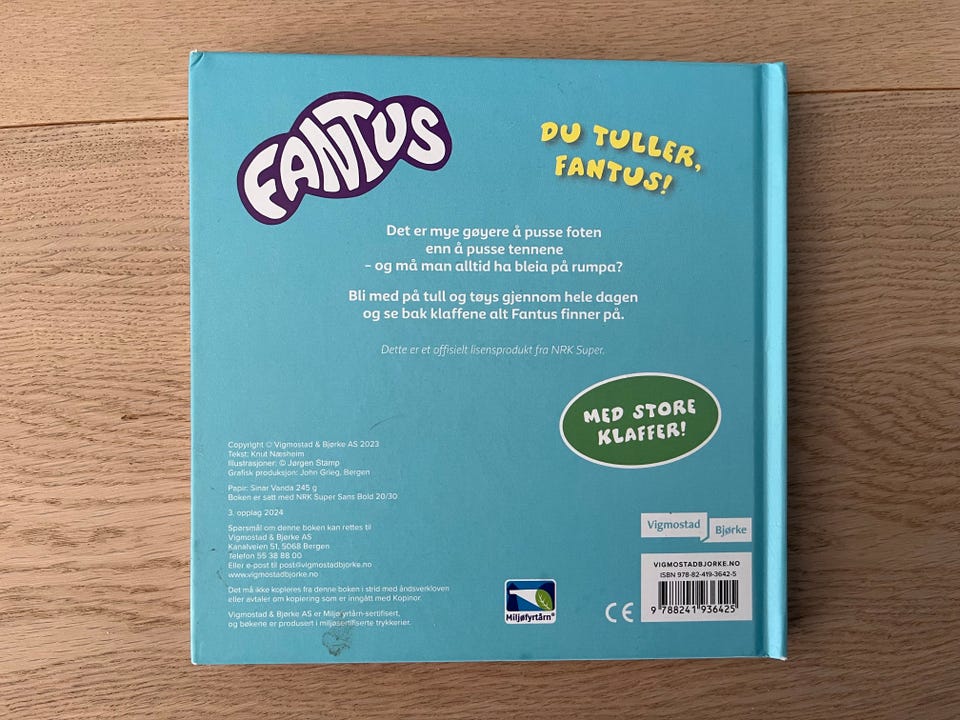 FANTUS
DU TULLER,
FANTUS!
Det er mye gøyere å pusse foten
enn å pusse tennene
– og må man alltid ha bleia på rumpa?
Bli med på tull og tøys gjennom hele dagen
og se bak klaffene alt Fantus finner på.
Dette er et offisielt lisensprodukt fra NRK Super.
MED STORE
KLAFFER!
Copyright © Vigmostad & Bjørke AS 2023
Tekst: Knut Næsheim
Illustrasjoner: © Jørgen Stamp
Grafisk produksjon: John Grieg, Bergen
Papir: Sinar Vanda 245 g
Boken er satt med NRK Super Sans Bold 20/30
3. opplag 2024
Spørsmål om denne boken kan rettes til
Vigmostad & Bjørke AS
Kanalveien 51, 5068 Bergen
Telefon 55 38 88 00
Eller e-post til post@vigmostadbjorke.no
www.vigmostadbjorke.no
Det må ikke kopieres fra denne boken i strid med åndsverkloven
eller avtaler om kopiering som er inngått med Kopinor.
Vigmostad & Bjørke AS er Miljøfyrtårn-sertifisert,
og bøkene er produsert i miljøsertifiserte trykkerier.
Miljøfyrtårn®
CE
Vigmostad Bjørke
VIGMOSTADBJORKE.NO
ISBN 978-82-419-3642-5
9 788241 936425